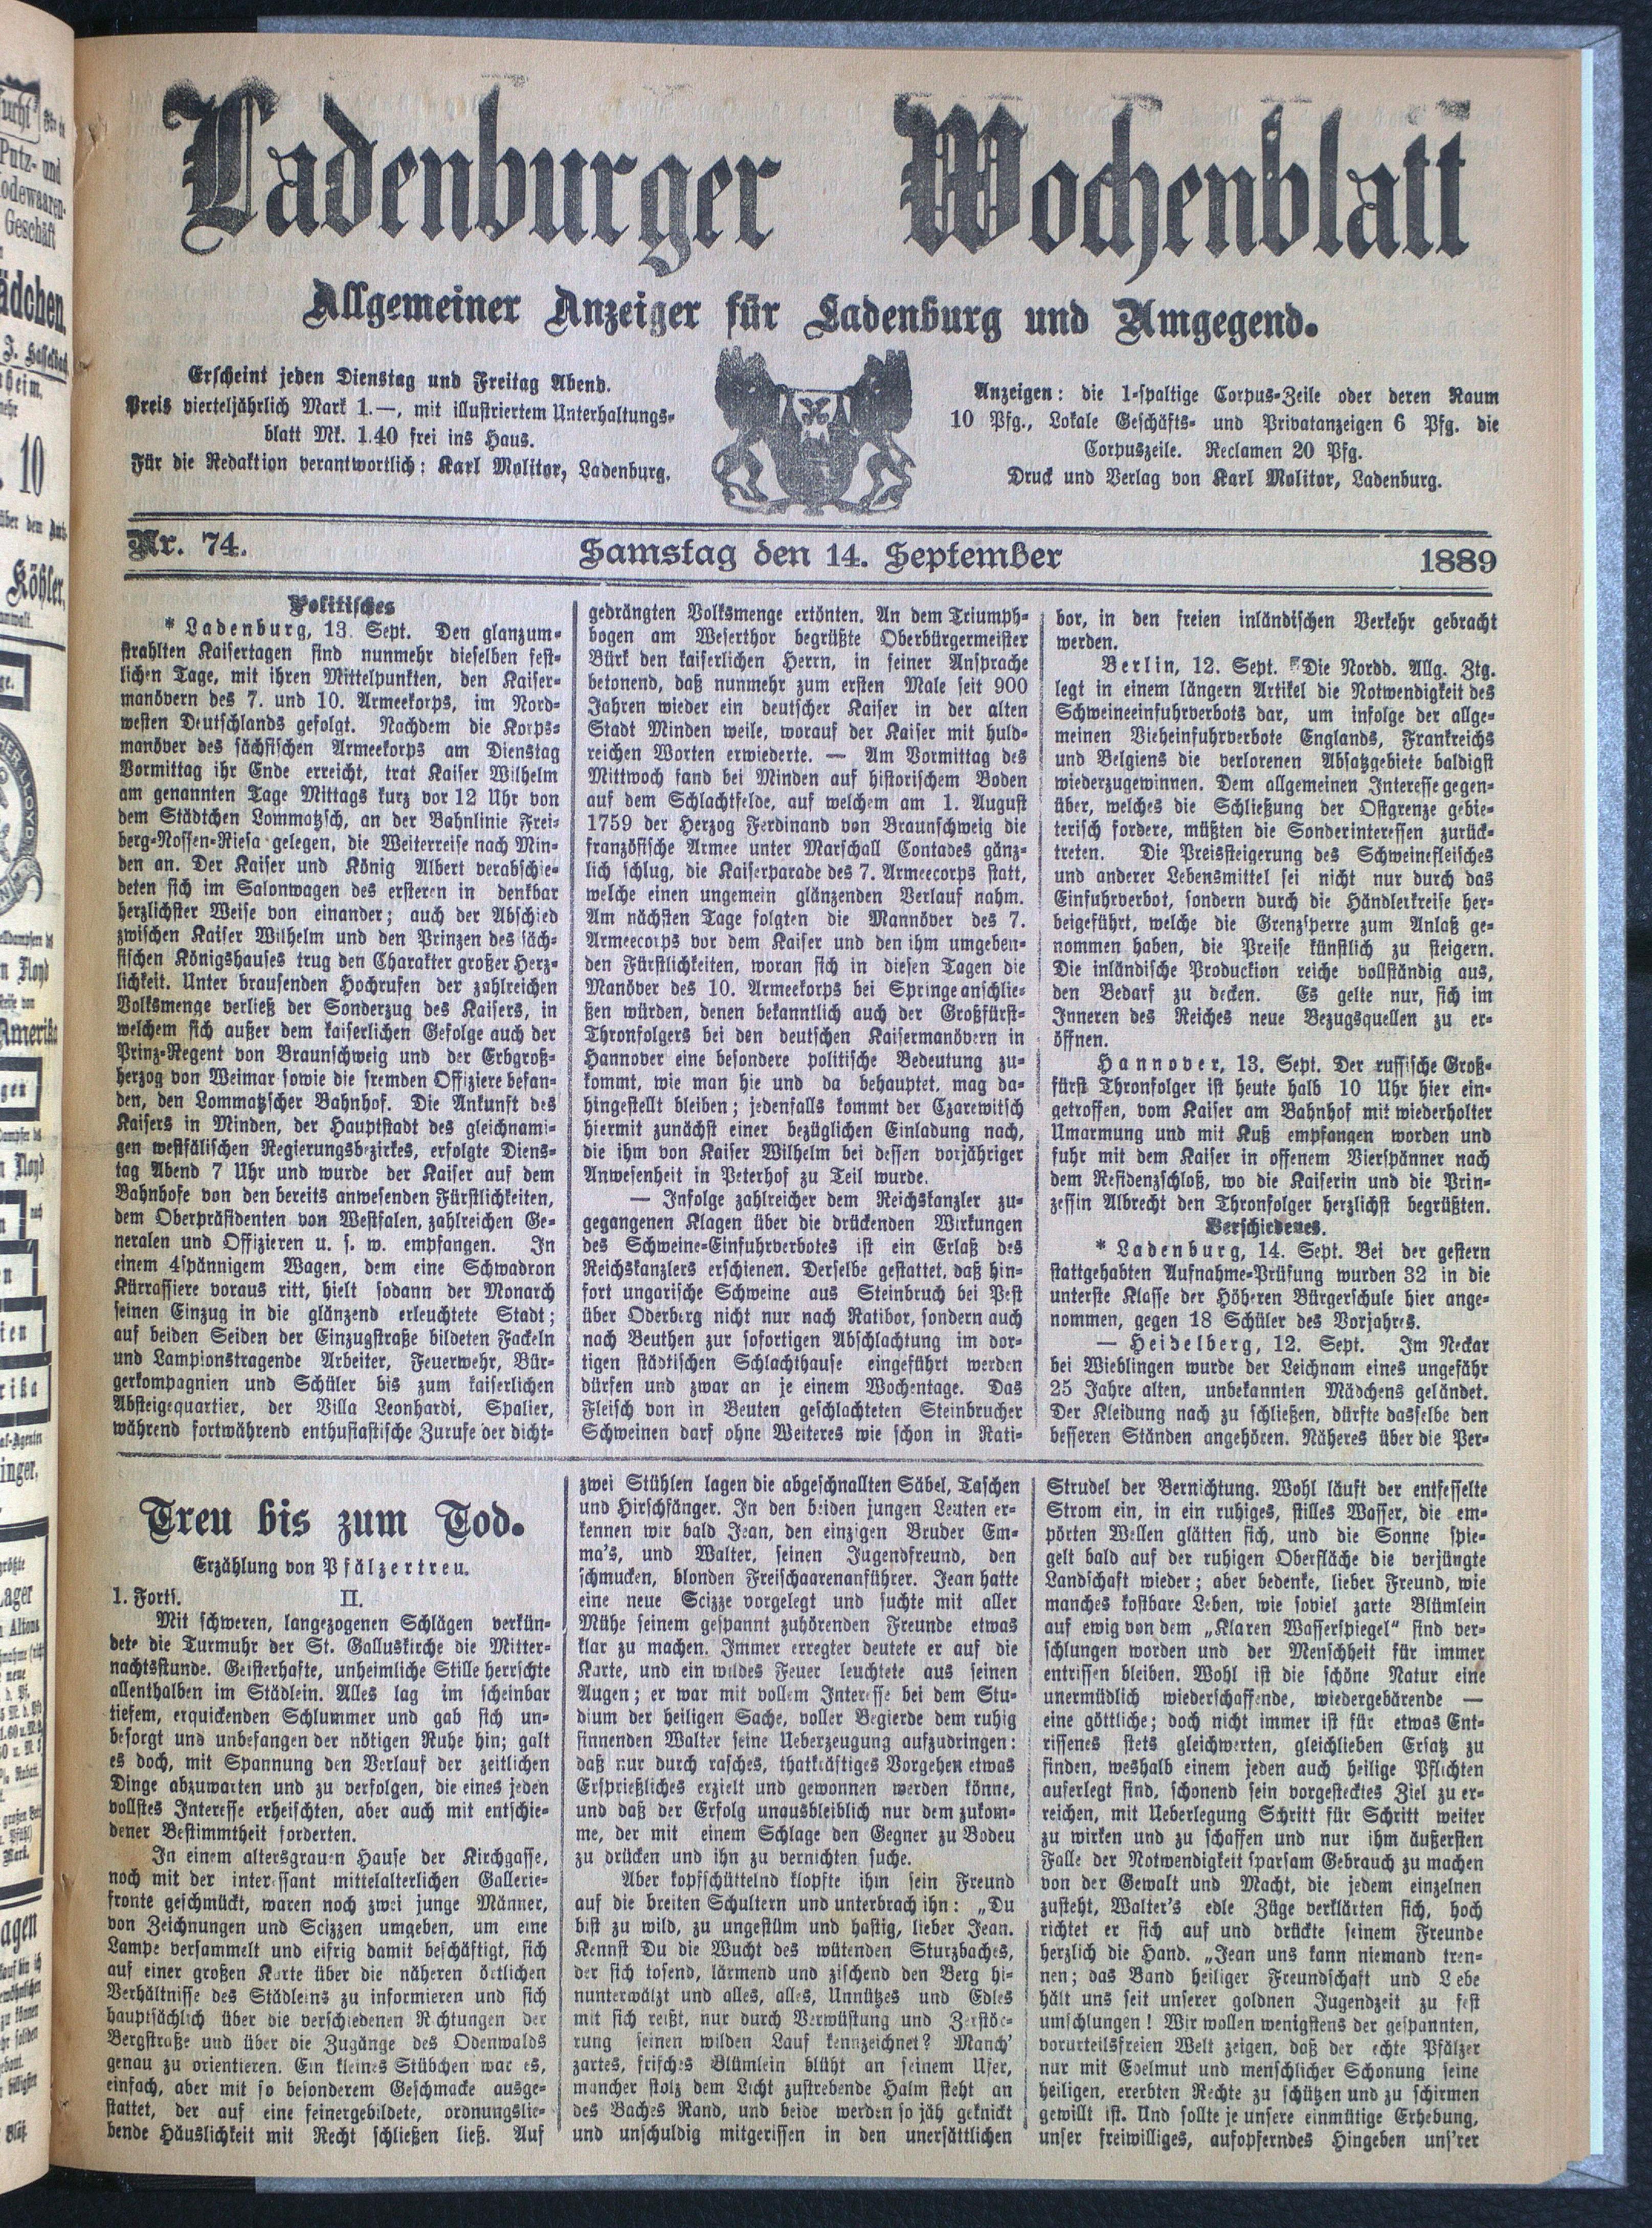 Ladenburger Wochenblatt
Allgemeiner Anzeiger für Ladenburg und Umgegend.
Erscheint jeden Dienstag und Freitag Abend.
Preis vierteljährlich Mark 1.—, mit illustriertem Unterhaltungs-
blatt Mk. 1.40 frei ins Haus.
Für die Redaktion verantwortlich: Karl Molitor, Ladenburg.
Anzeigen: die 1-spaltige Corpus-Zeile oder deren Raum
10 Pfg., Lokale Geschäfts- und Privatanzeigen 6 Pfg. die
Corpuszeile. Reclamen 20 Pfg.
Druck und Verlag von Karl Molitor, Ladenburg.
Nr. 74. Samstag den 14. September 1889
Politisches
* Ladenburg, 13. Sept. Den glanzum-
strahlten Kaisertagen sind nunmehr dieselben fest-
lichen Tage, mit ihren Mittelpunkten, den Kaiser-
manövern des 7. und 10. Armeekorps, im Nord-
westen Deutschlands gefolgt. Nachdem die Korps-
manöver des sächsischen Armeekorps am Dienstag
Vormittag ihr Ende erreicht, trat Kaiser Wilhelm
am genannten Tage Mittags kurz vor 12 Uhr von
dem Städtchen Lommatzsch, an der Bahnlinie Frei-
berg-Nossen-Riesa gelegen, die Weiterreise nach Min-
den an. Der Kaiser und König Albert verabschie-
deten sich im Salonwagen des ersteren in denkbar
herzlichster Weise von einander; auch der Abschied
zwischen Kaiser Wilhelm und den Prinzen des säch-
sischen Königshauses trug den Charakter großer Herz-
lichkeit. Unter brausenden Hochrufen der zahlreichen
Volksmenge verließ der Sonderzug des Kaisers, in
welchem sich außer dem kaiserlichen Gefolge auch der
Prinz-Regent von Braunschweig und der Erbgroß-
herzog von Weimar sowie die fremden Offiziere befan-
den, den Lommatzscher Bahnhof. Die Ankunft des
Kaisers in Minden, der Hauptstadt des gleichnami-
gen westfälischen Regierungsbezirkes, erfolgte Diens-
tag Abend 7 Uhr und wurde der Kaiser auf dem
Bahnhofe von den bereits anwesenden Fürstlichkeiten,
dem Oberpräsidenten von Westfalen, zahlreichen Ge-
neralen und Offizieren u. s. w. empfangen. In
einem 4spännigem Wagen, dem eine Schwadron
Kürrassiere voraus ritt, hielt sodann der Monarch
seinen Einzug in die glänzend erleuchtete Stadt;
auf beiden Seiden der Einzugstraße bildeten Fackeln
und Lampionstragende Arbeiter, Feuerwehr, Bür-
gerkompagnien und Schüler bis zum kaiserlichen
Absteigequartier, der Villa Leonhardi, Spalier,
während fortwährend enthusiastische Zurufe der dicht-
gedrängten Volksmenge ertönten. An dem Triumph-
bogen am Weserthor begrüßte Oberbürgermeister
Bürk den kaiserlichen Herrn, in seiner Ansprache
betonend, daß nunmehr zum ersten Male seit 900
Jahren wieder ein deutscher Kaiser in der alten
Stadt Minden weile, worauf der Kaiser mit huld-
reichen Worten erwiederte. — Am Vormittag des
Mittwoch fand bei Minden auf historischem Boden
auf dem Schlachtfelde, auf welchem am 1. August
1759 der Herzog Ferdinand von Braunschweig die
französische Armee unter Marschall Contades gänz-
lich schlug, die Kaiserparade des 7. Armeecorps statt,
welche einen ungemein glänzenden Verlauf nahm.
Am nächsten Tage folgten die Mannöver des 7.
Armeecorps vor dem Kaiser und den ihm umgeben-
den Fürstlichkeiten, woran sich in diesen Tagen die
Manöver des 10. Armeekorps bei Springe anschlie-
ßen würden, denen bekanntlich auch der Großfürst-
Thronfolgers bei den deutschen Kaisermanövern in
Hannover eine besondere politische Bedeutung zu-
kommt, wie man hie und da behauptet, mag da-
hingestellt bleiben; jedenfalls kommt der Czarewitsch
hiermit zunächst einer bezüglichen Einladung nach,
die ihm von Kaiser Wilhelm bei dessen vorjähriger
Anwesenheit in Peterhof zu Teil wurde.
— Infolge zahlreicher dem Reichskanzler zu-
gegangenen Klagen über die drückenden Wirkungen
des Schweine-Einfuhrverbotes ist ein Erlaß des
Reichskanzlers erschienen. Derselbe gestattet, daß hin-
fort ungarische Schweine aus Steinbruch bei Pest
über Oderberg nicht nur nach Ratibor, sondern auch
nach Beuthen zur sofortigen Abschlachtung im dor-
tigen städtischen Schlachthause eingeführt werden
dürfen und zwar an je einem Wochentage. Das
Fleisch von in Beuten geschlachteten Steinbrucher
Schweinen darf ohne Weiteres wie schon in Rati-
bor, in den freien inländischen Verkehr gebracht
werden.
Berlin, 12. Sept. Die Nordd. Allg. Ztg.
legt in einem längern Artikel die Notwendigkeit des
Schweineeinfuhrverbots dar, um infolge der allge-
meinen Vieheinfuhrverbote Englands, Frankreichs
und Belgiens die verlorenen Absatzgebiete baldigst
wiederzugewinnen. Dem allgemeinen Interesse gegen-
über, welches die Schließung der Ostgrenze gebie-
terisch fordere, müßten die Sonderinteressen zurück-
treten. Die Preissteigerung des Schweinefleisches
und anderer Lebensmittel sei nicht nur durch das
Einfuhrverbot, sondern durch die Händlerkreise her-
beigeführt, welche die Grenzsperre zum Anlaß ge-
nommen haben, die Preise künstlich zu steigern.
Die inländische Production reiche vollständig aus,
den Bedarf zu decken. Es gelte nur, sich im
Inneren des Reiches neue Bezugsquellen zu er-
öffnen.
Hannover, 13. Sept. Der russische Groß-
fürst Thronfolger ist heute halb 10 Uhr hier ein-
getroffen, vom Kaiser am Bahnhof mit wiederholter
Umarmung und mit Kuß empfangen worden und
fuhr mit dem Kaiser in offenem Vierspänner nach
dem Residenzschloß, wo die Kaiserin und die Prin-
zessin Albrecht den Thronfolger herzlichst begrüßten.
Verschiedenes.
* Ladenburg, 14. Sept. Bei der gestern
stattgehabten Aufnahme-Prüfung wurden 32 in die
unterste Klasse der Höheren Bürgerschule hier ange-
nommen, gegen 18 Schüler des Vorjahres.
— Heidelberg, 12. Sept. Im Neckar
bei Wieblingen wurde der Leichnam eines ungefähr
25 Jahre alten, unbekannten Mädchens geländet.
Der Kleidung nach zu schließen, dürfte dasselbe den
besseren Ständen angehören. Näheres über die Per-
Treu bis zum Tod.
Erzählung von Pfälzertreu.
1. Forts. II.
Mit schweren, langezogenen Schlägen verkün-
dete die Turmuhr der St. Galluskirche die Mitter-
nachtsstunde. Geisterhafte, unheimliche Stille herrschte
allenthalben im Städlein. Alles lag im scheinbar
tiefem, erquickenden Schlummer und gab sich un-
besorgt und unbefangen der nötigen Ruhe hin; galt
es doch, mit Spannung den Verlauf der zeitlichen
Dinge abzuwarten und zu verfolgen, die eines jeden
vollstes Interesse erheischten, aber auch mit entschie-
dener Bestimmtheit forderten.
In einem altersgrauen Hause der Kirchgasse,
noch mit der interessant mittelalterlichen Gallerie-
fronte geschmückt, waren noch zwei junge Männer,
von Zeichnungen und Scizzen umgeben, um eine
Lampe versammelt und eifrig damit beschäftigt, sich
auf einer großen Karte über die näheren örtlichen
Verhältnisse des Städleins zu informieren und sich
hauptsächlich über die verschiedenen Richtungen der
Bergstraße und über die Zugänge des Odenwalds
genau zu orientieren. Ein kleines Stübchen war es,
einfach, aber mit so besonderem Geschmacke ausge-
stattet, der auf eine feinergebildete, ordnungslie-
bende Häuslichkeit mit Recht schließen ließ. Auf
zwei Stühlen lagen die abgeschnallten Säbel, Taschen
und Hirschfänger. In den beiden jungen Leuten er-
kennen wir bald Jean, den einzigen Bruder Em-
ma's, und Walter, seinen Jugendfreund, den
schmucken, blonden Freischaarenanführer. Jean hatte
eine neue Scizze vorgelegt und suchte mit aller
Mühe seinem gespannt zuhörenden Freunde etwas
klar zu machen. Immer erregter deutete er auf die
Karte, und ein wildes Feuer leuchtete aus seinen
Augen; er war mit vollem Interesse bei dem Stu-
dium der heiligen Sache, voller Begierde dem ruhig
sinnenden Walter seine Ueberzeugung aufzudringen:
daß nur durch rasches, thatkräftiges Vorgehen etwas
Ersprießliches erzielt und gewonnen werden könne,
und daß der Erfolg unausbleiblich nur dem zukom-
me, der mit einem Schlage den Gegner zu Bodeu
zu drücken und ihn zu vernichten suche.
Aber kopfschüttelnd klopfte ihm sein Freund
auf die breiten Schultern und unterbrach ihn: „Du
bist zu wild, zu ungestüm und hastig, lieber Jean.
Kennst Du die Wucht des wütenden Sturzbaches,
der sich tosend, lärmend und zischend den Berg hi-
nunterwälzt und alles, alles, Unnützes und Edles
mit sich reißt, nur durch Verwüstung und Zerstö-
rung seinen wilden Lauf kennzeichnet? Manch'
zartes, frisches Blümlein blüht an seinem Ufer,
mancher stolz dem Licht zustrebende Halm steht an
des Baches Rand, und beide werden so jäh geknickt
und unschuldig mitgerissen in den unersättlichen
Strudel der Vernichtung. Wohl läuft der entfesselte
Strom ein, in ein ruhiges, stilles Wasser, die em-
pörten Wellen glätten sich, und die Sonne spie-
gelt bald auf der ruhigen Oberfläche die verjüngte
Landschaft wieder; aber bedenke, lieber Freund, wie
manches kostbare Leben, wie soviel zarte Blümlein
auf ewig von dem „Klaren Wasserspiegel“ sind ver-
schlungen worden und der Menschheit für immer
entrissen bleiben. Wohl ist die schöne Natur eine
unermüdlich wiederschaffende, wiedergebärende —
eine göttliche; doch nicht immer ist für etwas Ent-
rissenes stets gleichwerten, gleichlieben Ersatz zu
finden, weshalb einem jeden auch heilige Pflichten
auferlegt sind, schonend sein vorgestecktes Ziel zu er-
reichen, mit Ueberlegung Schritt für Schritt weiter
zu wirken und zu schaffen und nur ihm äußersten
Falle der Notwendigkeit sparsam Gebrauch zu machen
von der Gewalt und Macht, die jedem einzelnen
zusteht, Walter's edle Züge verklärten sich, hoch
richtet er sich auf und drückte seinem Freunde
herzlich die Hand. „Jean uns kann niemand tren-
nen; das Band heiliger Freundschaft und Lebe
hält uns seit unserer goldnen Jugendzeit zu fest
umschlungen! Wir wollen wenigstens der gespannten,
vorurteilsfreien Welt zeigen, daß der echte Pfälzer
nur mit Edelmut und menschlicher Schonung seine
heiligen, ererbten Rechte zu schützen und zu schirmen
gewillt ist. Und sollte je unsere einmütige Erhebung,
unser freiwilliges, aufopferndes Hingeben uns'rer